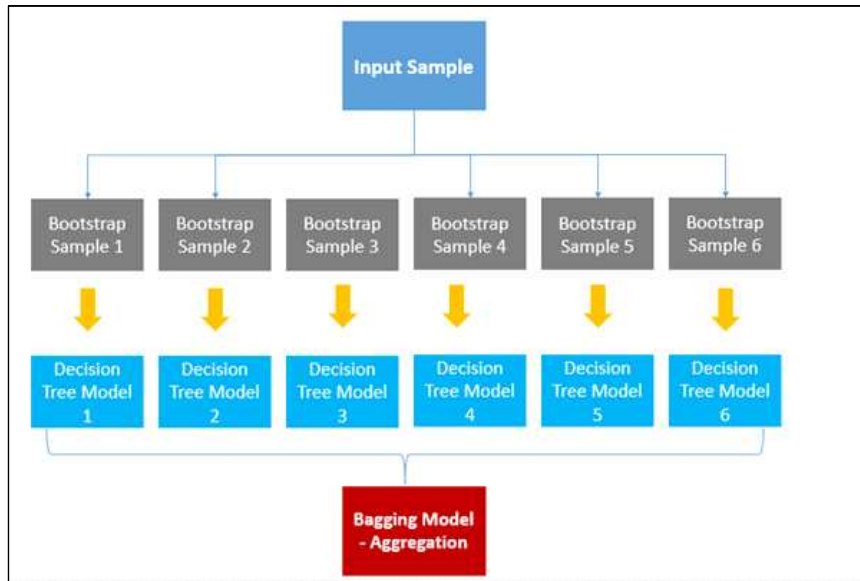 Input Sample
Bootstrap
Sample 1
Bootstrap
Sample 2
Bootstrap
Sample 3
Bootstrap
Sample 4
Bootstrap
Sample 5
Bootstrap
Sample 6
Decision
Tree Model
1
Decision
Tree Model
2
Decision
Tree Model
3
Decision
Tree Model
4
Decision
Tree Model
5
Decision
Tree Model
6
Bagging Model
- Aggregation